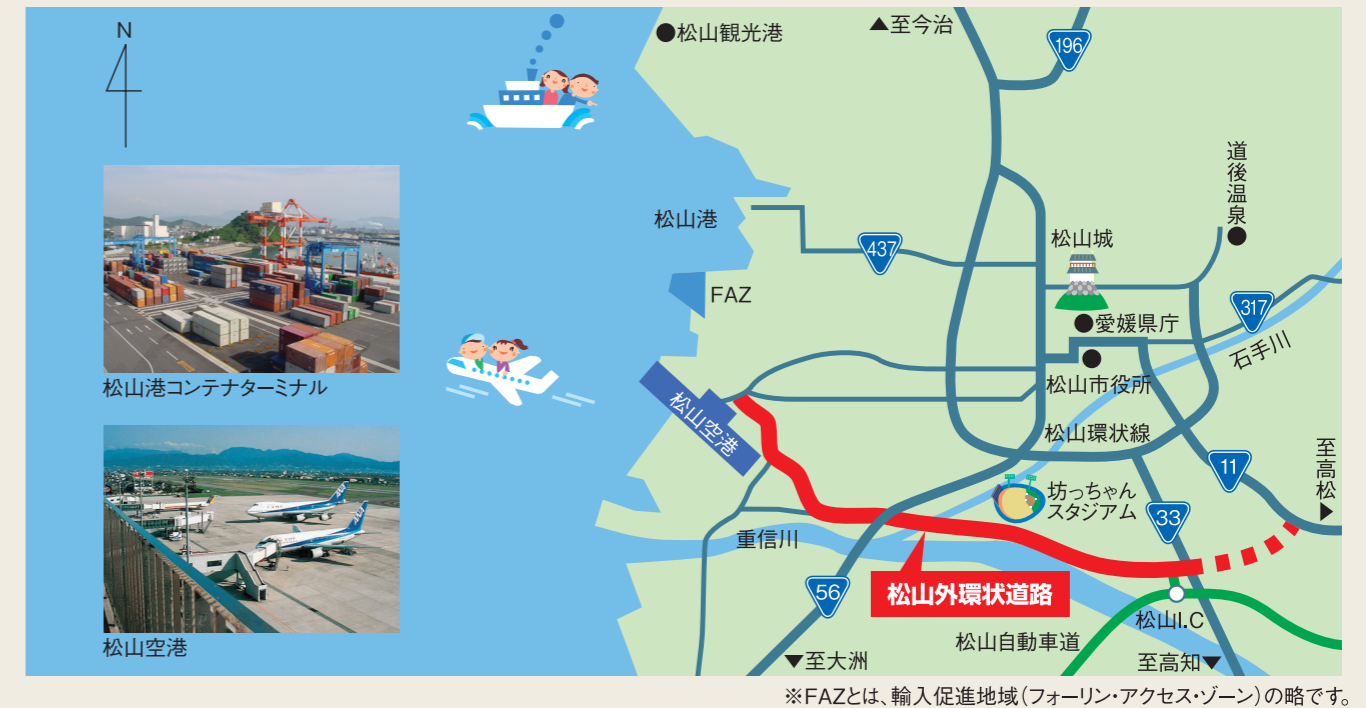 N
●松山観光港
▲至今治
196
道後温泉
松山港
437
松山城
FAZ
317
●愛媛県庁
石手川
松山市役所
松山港コンテナターミナル
松山空港
松山環状線
至高松▶
11
坊っちゃん
スタジアム
33
重信川
56
松山外環状道路
松山I.C
松山自動車道
松山空港
▼至大洲
至高知▼
※FAZとは、輸入促進地域(フォーリン・アクセス・ゾーン)の略です。